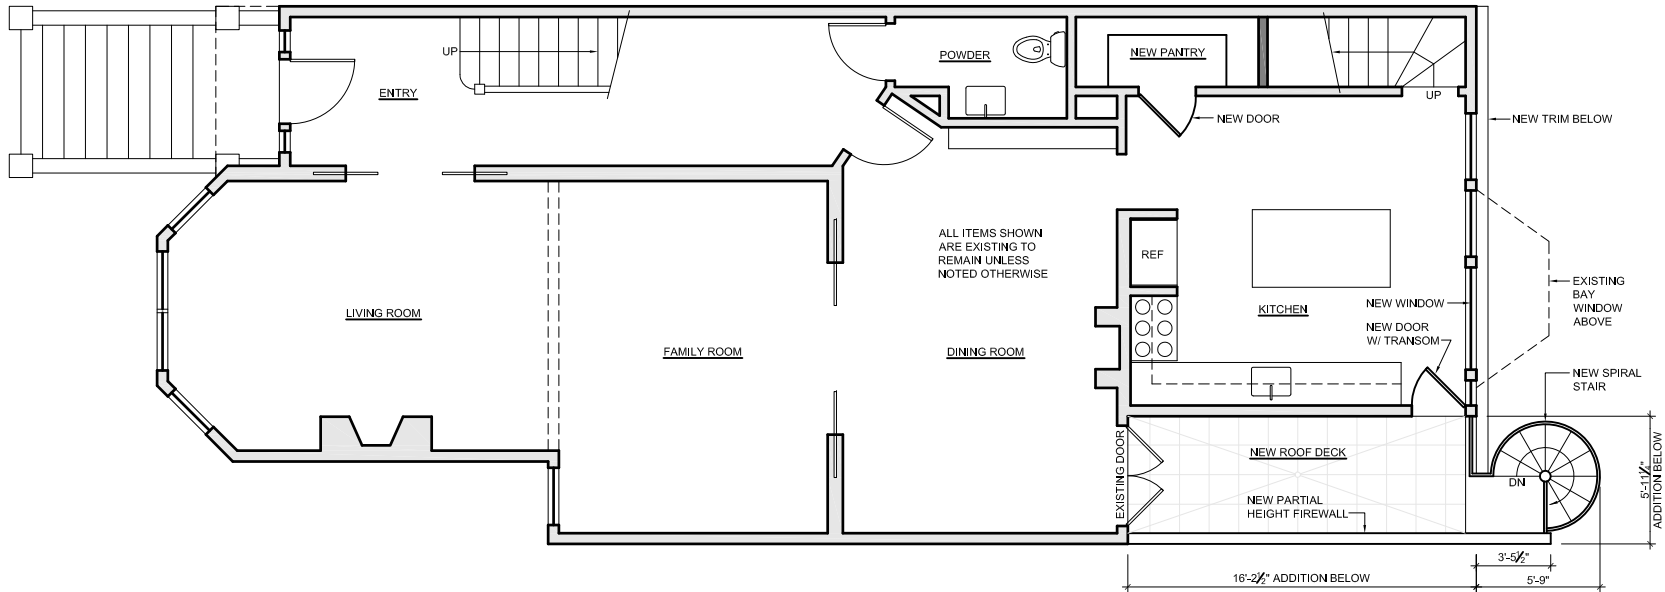 UP
ENTRY
POWDER
NEW PANTRY
UP
NEW DOOR
NEW TRIM BELOW
ALL ITEMS SHOWN
ARE EXISTING TO
REMAIN UNLESS
NOTED OTHERWISE
REF
LIVING ROOM
FAMILY ROOM
DINING ROOM
KITCHEN
NEW WINDOW
NEW DOOR
W/ TRANSOM
EXISTING
BAY
WINDOW
ABOVE
NEW SPIRAL
STAIR
EXISTING DOOR
NEW ROOF DECK
NEW PARTIAL
HEIGHT FIREWALL
DN
5'-11¼"
ADDITION BELOW
3'-5½"
16'-2½" ADDITION BELOW
5'-9"